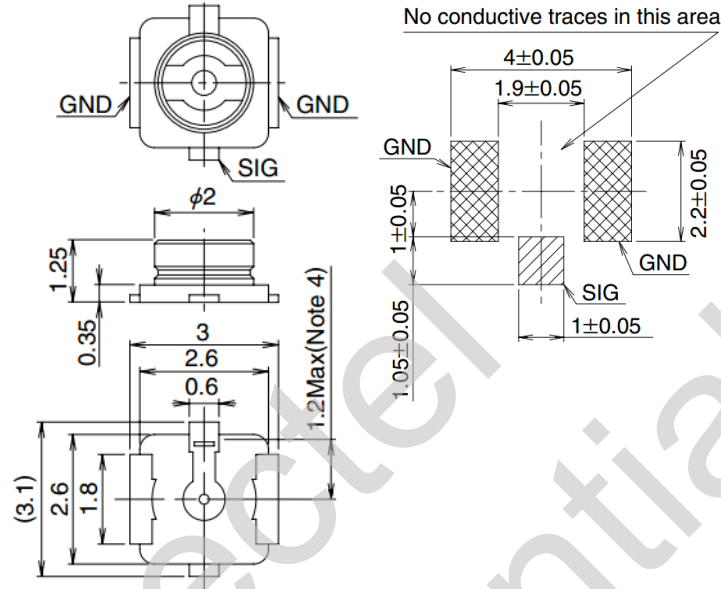 No conductive traces in this area
4±0.05
1.9±0.05
GND
GND
SIG
GND
2.2±0.05
1±0.05
GND
SIG
1±0.05
1.05±0.05
ϕ2
1.25
0.35
1.2Max(Note 4)
3
2.6
0.6
(3.1)
2.6
1.8